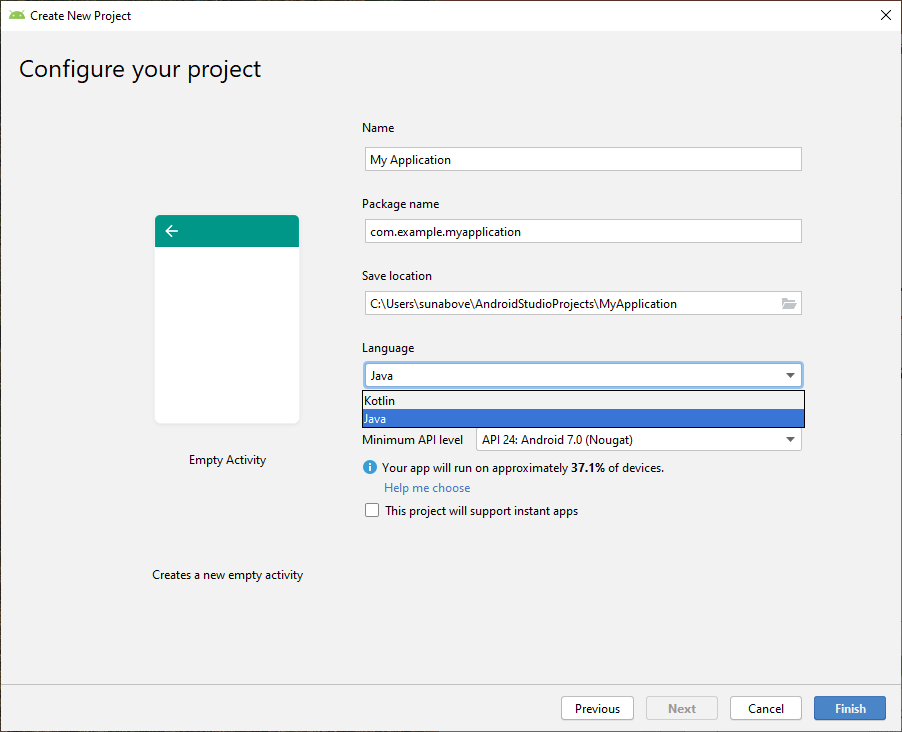 Create New Project
Configure your project
Name
My Application
Package name
com.example.myapplication
Save location
C:\Users\sunabove\AndroidStudioProjects\MyApplication
Language
Java
Kotlin
Java
Minimum API level API 24: Android 7.0 (Nougat)
Empty Activity
Your app will run on approximately 37.1% of devices.
Help me choose
This project will support instant apps
Creates a new empty activity
Previous Next Cancel Finish